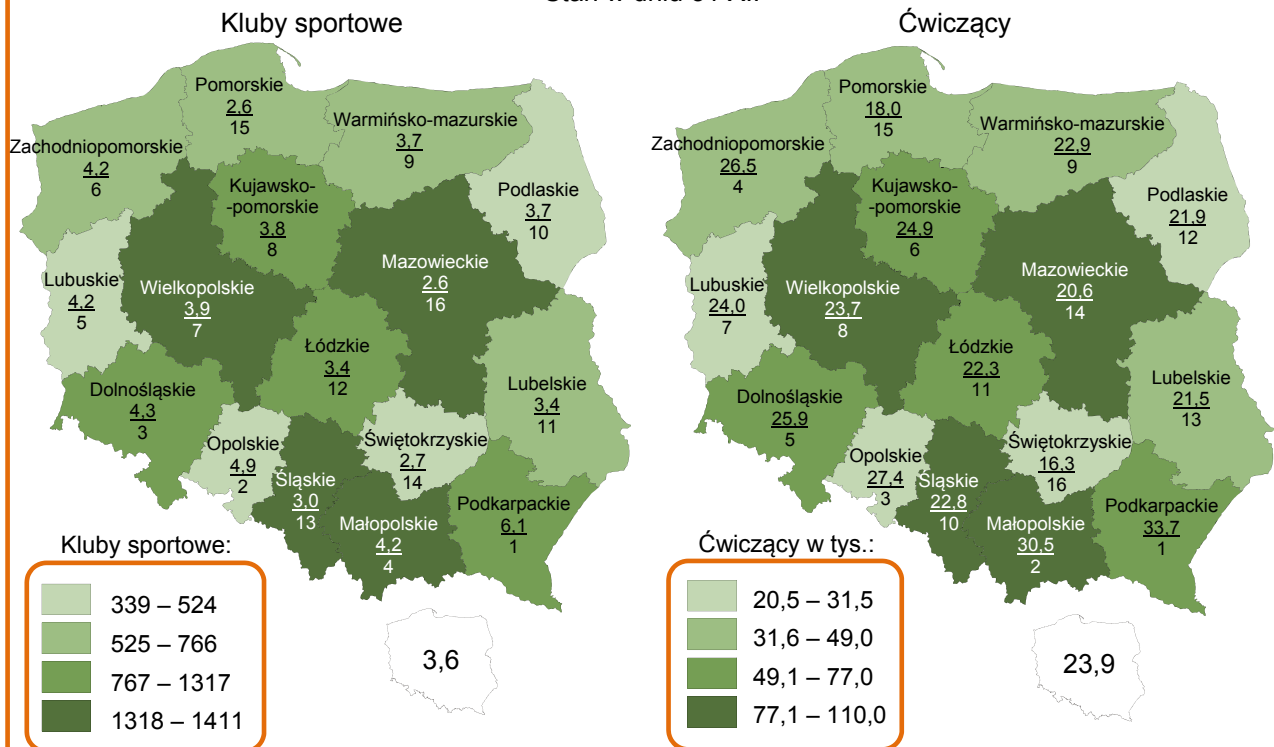 Kluby sportowe
Pomorskie
2,6
15
Zachodniopomorskie
4,2
6
Warmińsko-mazurskie
3,7
9
Podlaskie
3,7
10
Kujawsko-
-pomorskie
3,8
8
Mazowieckie
2,6
16
Lubuskie
4,2
5
Wielkopolskie
3,9
7
Łódzkie
3,4
12
Lubelskie
3,4
11
Dolnośląskie
4,3
3
Opolskie
4,9
2
Śląskie
3,0
13
Świętokrzyskie
2,7
14
Małopolskie
4,2
4
Podkarpackie
6,1
1
Kluby sportowe:
339 – 524
525 – 766
767 – 1317
1318 – 1411
3,6
Ćwiczący
Pomorskie
18,0
15
Zachodniopomorskie
26,5
4
Warmińsko-mazurskie
22,9
9
Podlaskie
21,9
12
Kujawsko-
-pomorskie
24,9
6
Mazowieckie
20,6
14
Lubuskie
24,0
7
Wielkopolskie
23,7
8
Łódzkie
22,3
11
Lubelskie
21,5
13
Dolnośląskie
25,9
5
Opolskie
27,4
3
Śląskie
22,8
10
Świętokrzyskie
16,3
16
Małopolskie
30,5
2
Podkarpackie
33,7
1
Ćwiczący w tys.:
20,5 – 31,5
31,6 – 49,0
49,1 – 77,0
77,1 – 110,0
23,9